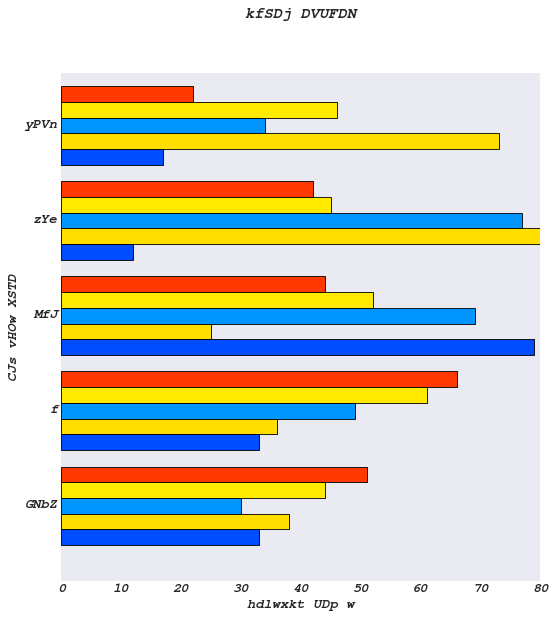 kfSDj DVUFDN
yPVn
zYe
MfJ
f
GNbZ
CJs vHOw XSTD
0 10 20 30 40 50 60 70 80
hdlwxkt UDp w